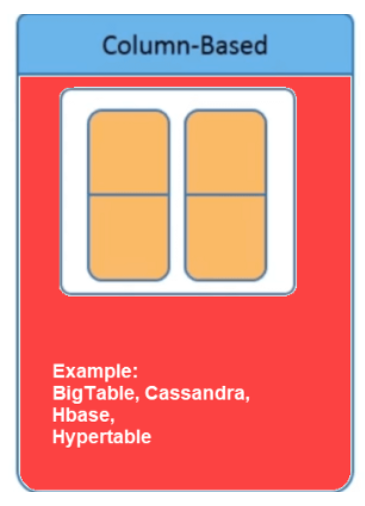 Column-Based
Example:
BigTable, Cassandra,
Hbase,
Hypertable